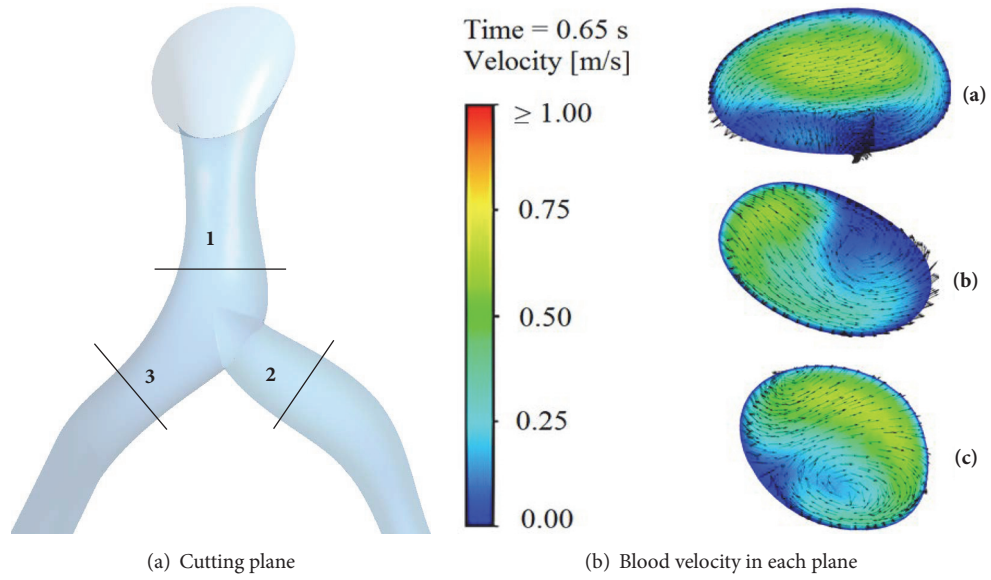 1
2
3
Time = 0.65 s
Velocity [m/s]
≥ 1.00
0.75
0.50
0.25
0.00
(a)
(b)
(c)
(a) Cutting plane
(b) Blood velocity in each plane